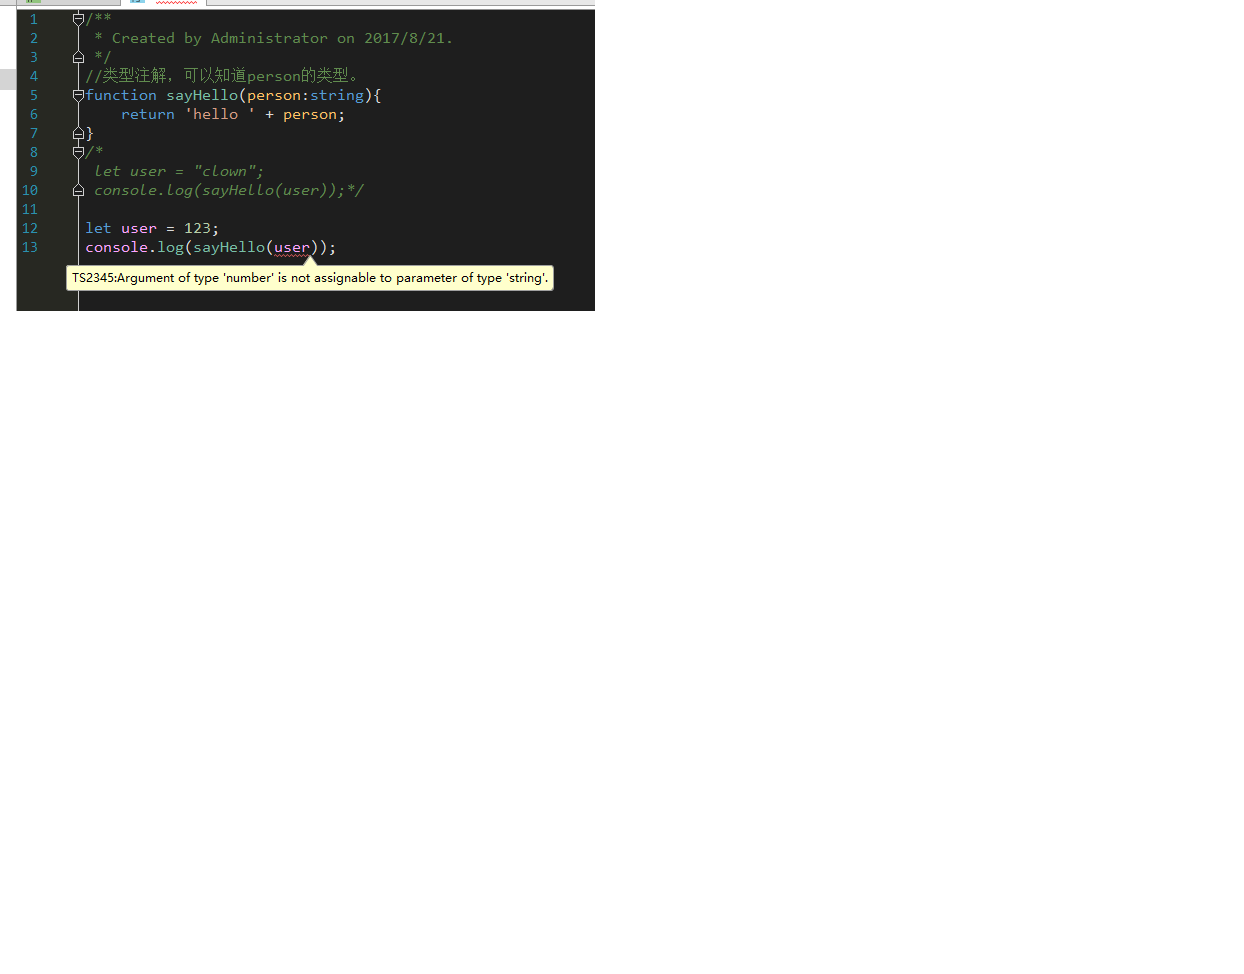 1 /**
2  * Created by Administrator on 2017/8/21.
3  */
4 //类型注解，可以知道person的类型。
5 function sayHello(person:string){
6     return 'hello ' + person;
7 }
8 /*
9  let user = "clown";
10  console.log(sayHello(user));*/
11
12 let user = 123;
13 console.log(sayHello(user));
TS2345:Argument of type 'number' is not assignable to parameter of type 'string'.